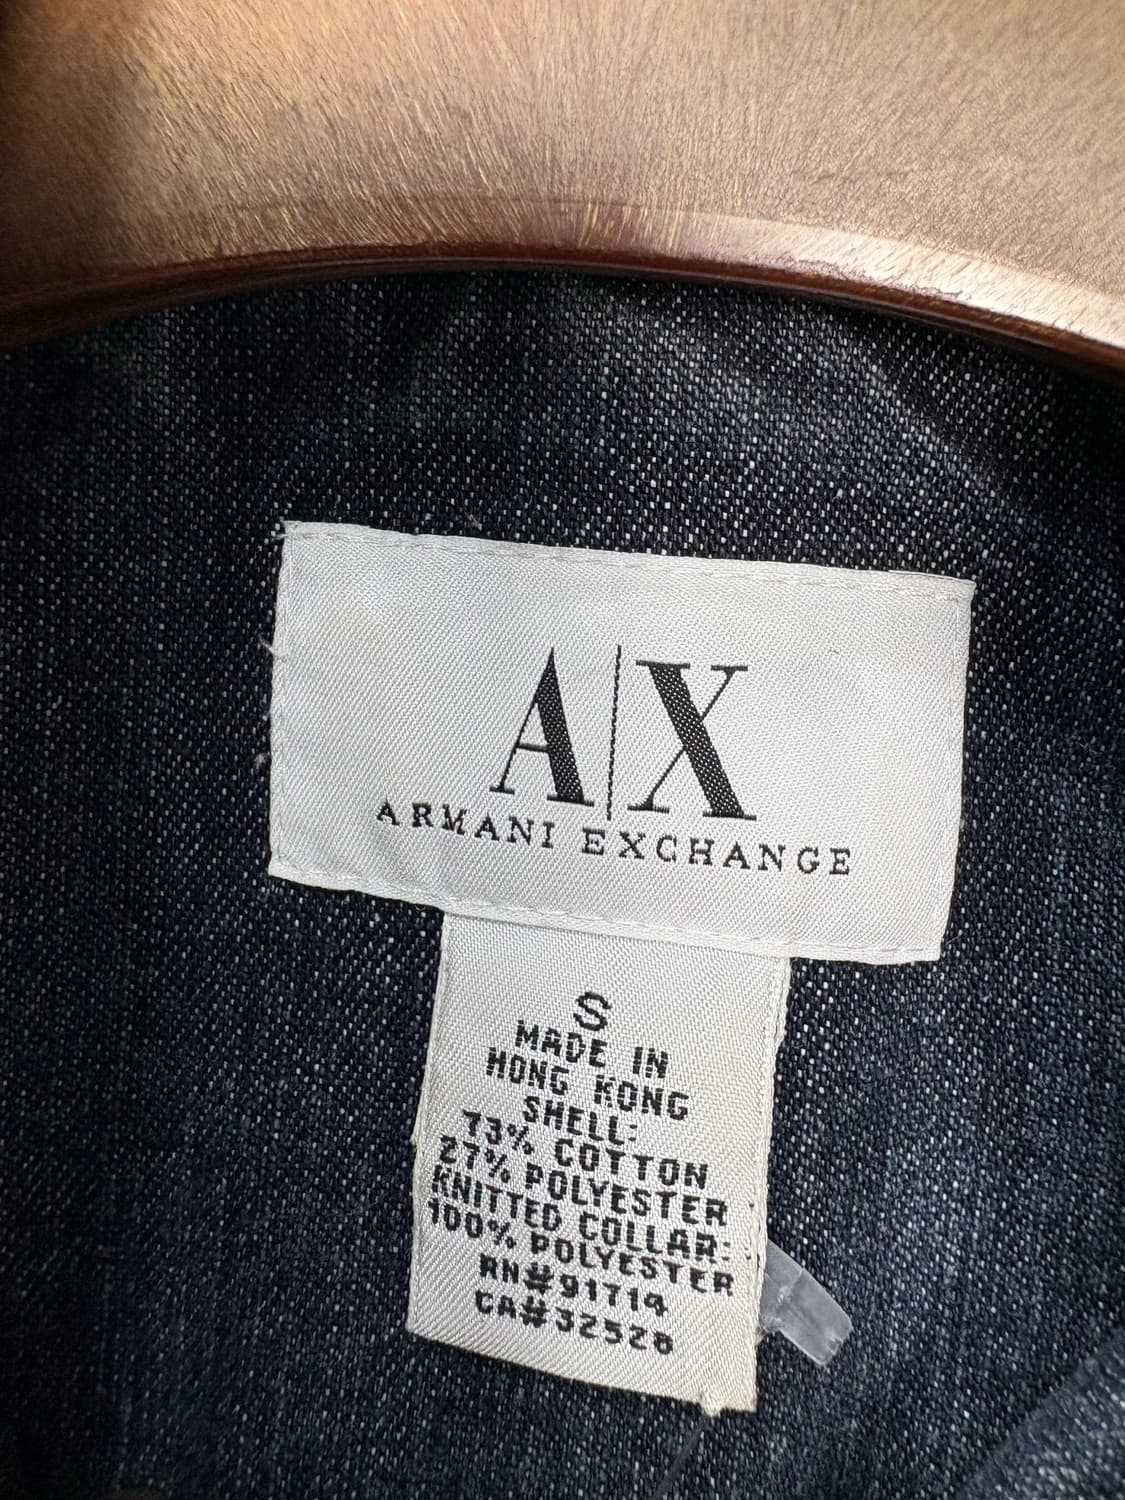 A|X
ARMANI EXCHANGE
S
MADE IN
HONG KONG
SHELL:
73% COTTON
27% POLYESTER
KNITTED COLLAR:
100% POLYESTER
RN#91714
CA#32528